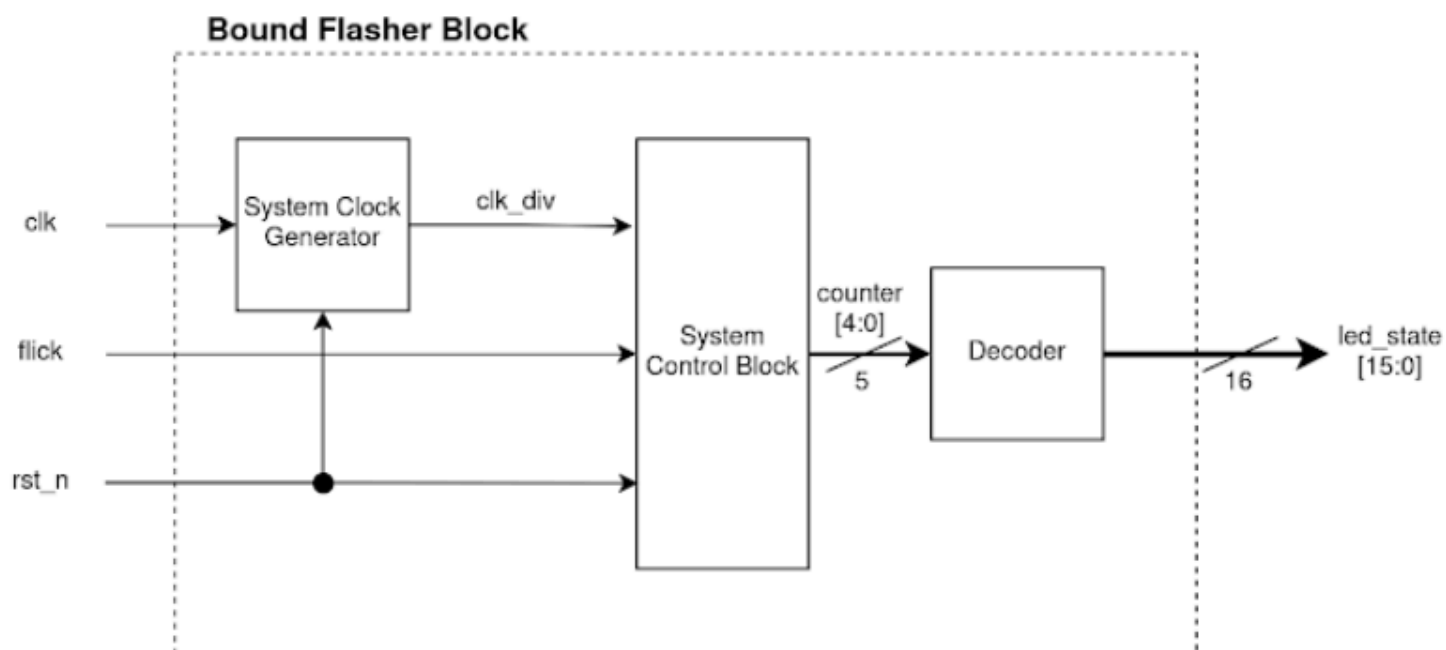 Bound Flasher Block
clk
System Clock
Generator
clk_div
flick
rst_n
System
Control Block
counter
[4:0]
5
Decoder
16
led_state
[15:0]